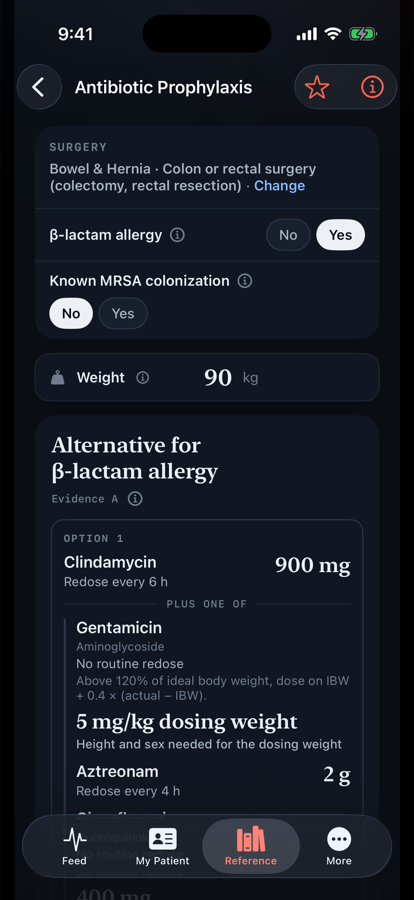 9:41
Antibiotic Prophylaxis
SURGERY
Bowel & Hernia · Colon or rectal surgery
(colectomy, rectal resection) · Change
β-lactam allergy
No
Yes
Known MRSA colonization
No
Yes
Weight
90 kg
Alternative for
β-lactam allergy
Evidence A
OPTION 1
Clindamycin
900 mg
Redose every 6 h
PLUS ONE OF
Gentamicin
Aminoglycoside
No routine redose
Above 120% of ideal body weight, dose on IBW
+ 0.4 × (actual − IBW).
5 mg/kg dosing weight
Height and sex needed for the dosing weight
Aztreonam
2 g
Redose every 4 h
Feed
My Patient
Reference
More
400 mg